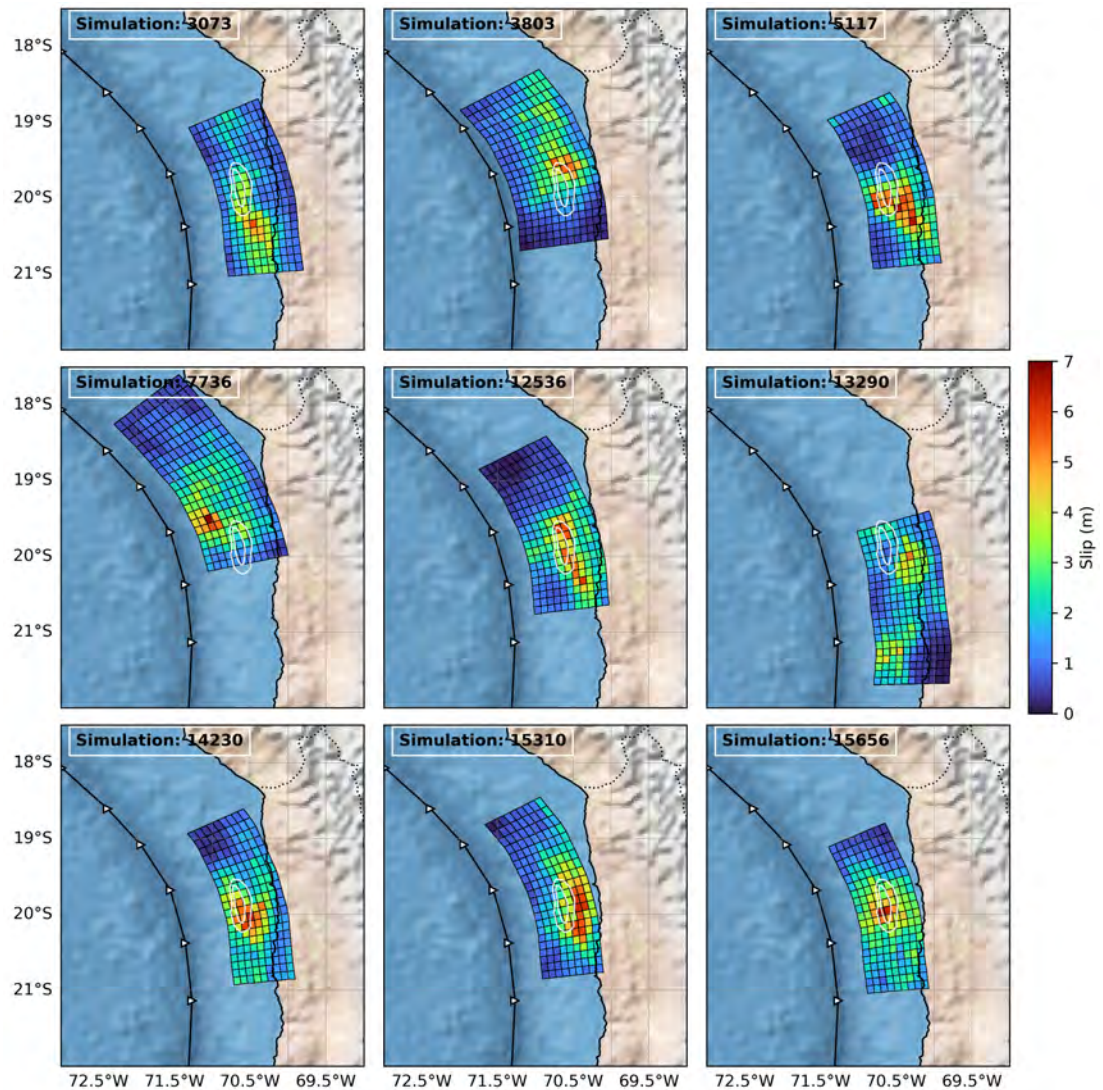 Simulation: 3073
Simulation: 3803
Simulation: 5117
18°S
19°S
20°S
21°S
Simulation: 7736
Simulation: 12536
Simulation: 13290
18°S
19°S
20°S
21°S
7
6
5
4
3
2
1
0
Slip (m)
Simulation: 14230
Simulation: 15310
Simulation: 15656
18°S
19°S
20°S
21°S
72.5°W 71.5°W 70.5°W 69.5°W
72.5°W 71.5°W 70.5°W 69.5°W
72.5°W 71.5°W 70.5°W 69.5°W